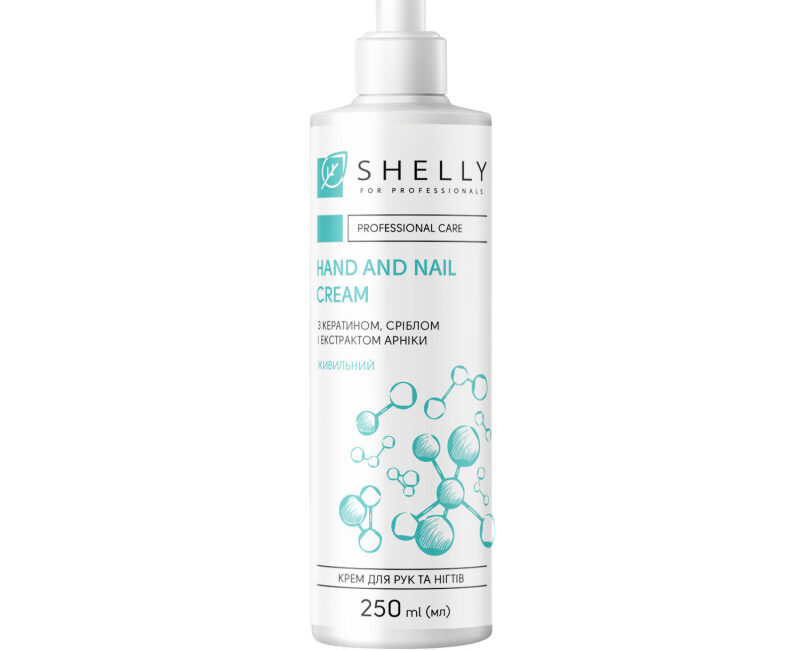 SHELLY
FOR PROFESSIONALS
PROFESSIONAL CARE
HAND AND NAIL
CREAM
З КЕРАТИНОМ, СРІБЛОМ
І ЕКСТРАКТОМ АРНІКИ
ЖИВИЛЬНИЙ
КРЕМ ДЛЯ РУК ТА НІГТІВ
250 ml (мл)